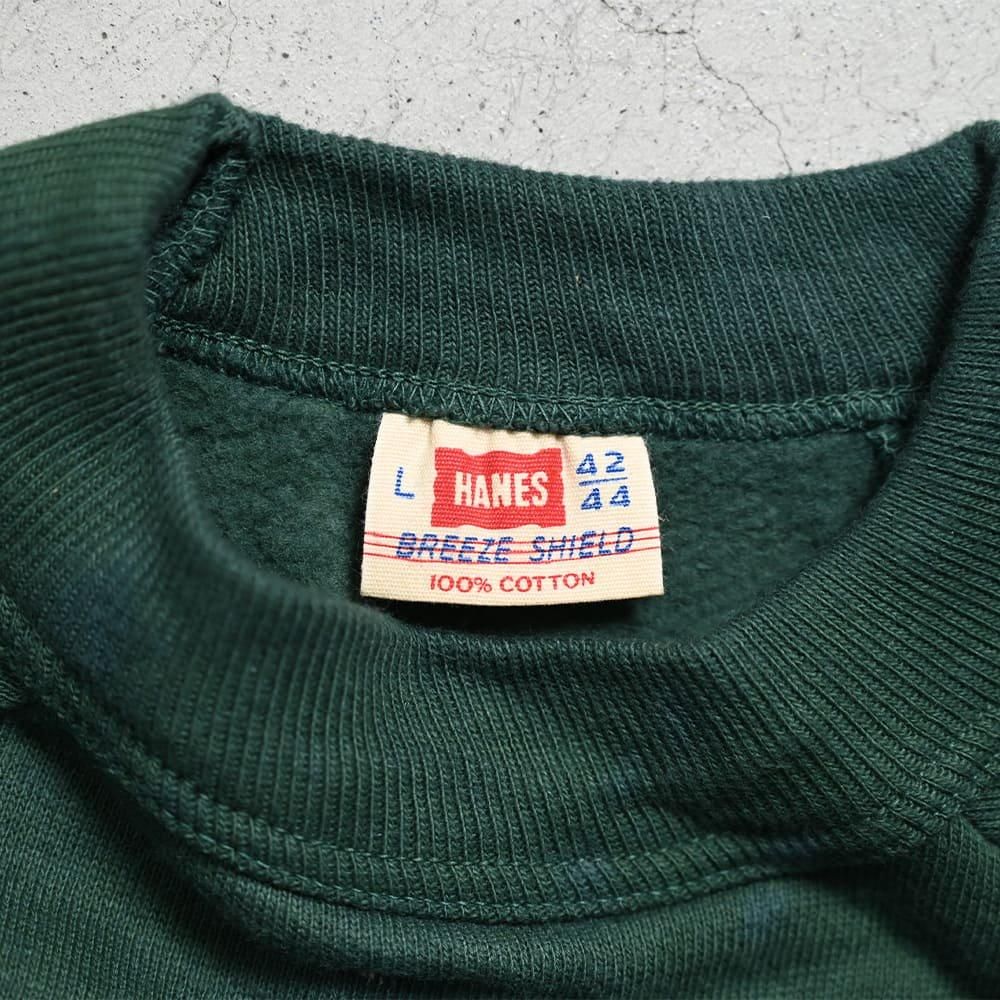 L HANES 42
44
BREEZE SHIELD
100% COTTON